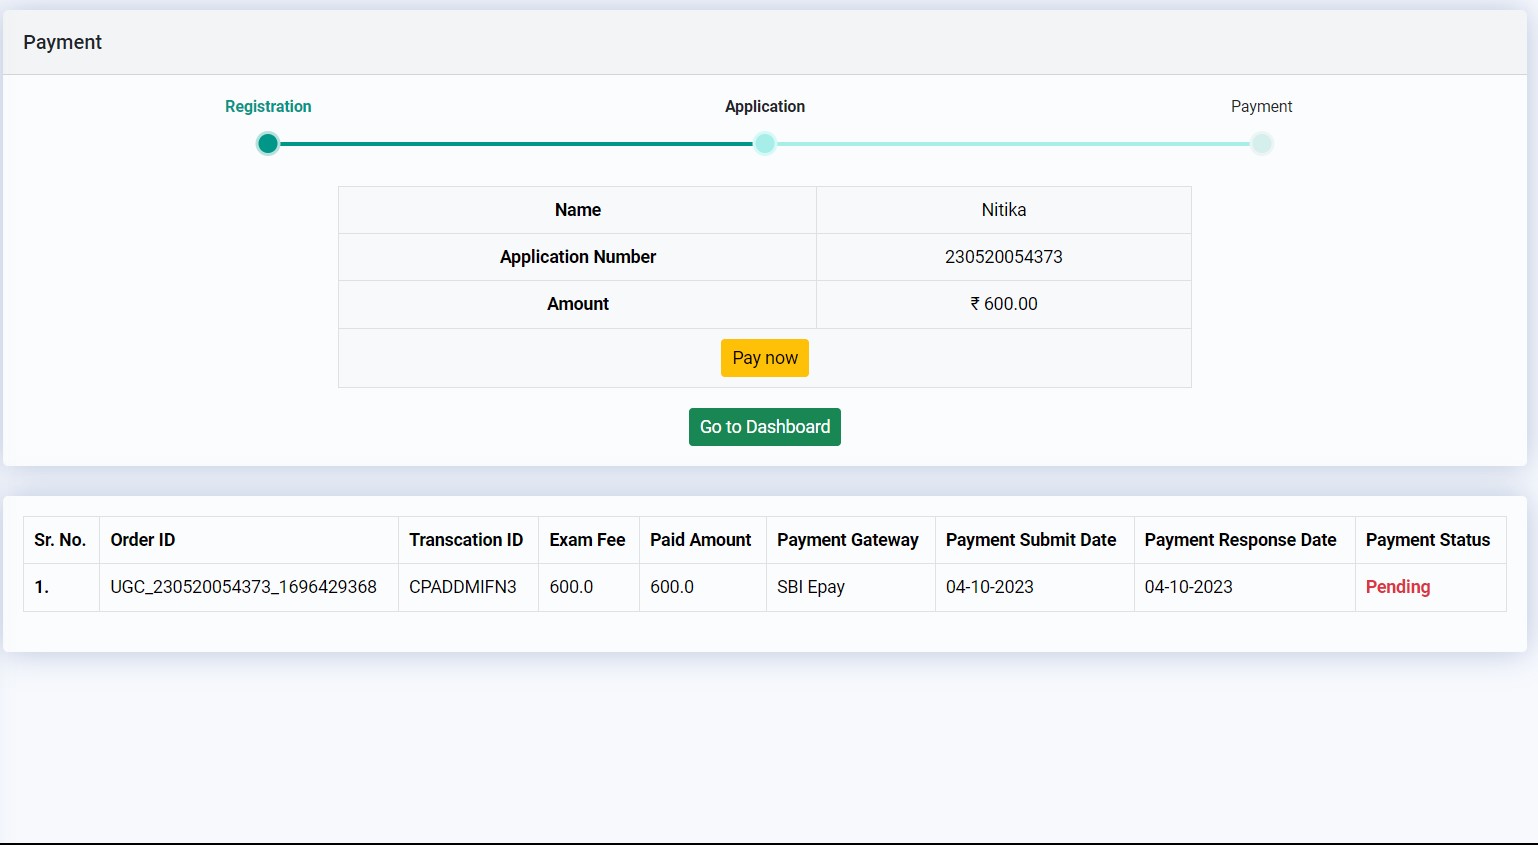 Payment
Registration Application Payment
Name Nitika
Application Number 230520054373
Amount ₹ 600.00
Pay now
Go to Dashboard
Sr. No. Order ID Transcation ID Exam Fee Paid Amount Payment Gateway Payment Submit Date Payment Response Date Payment Status
1. UGC_230520054373_1696429368 CPADDMIFN3 600.0 600.0 SBI Epay 04-10-2023 04-10-2023 Pending